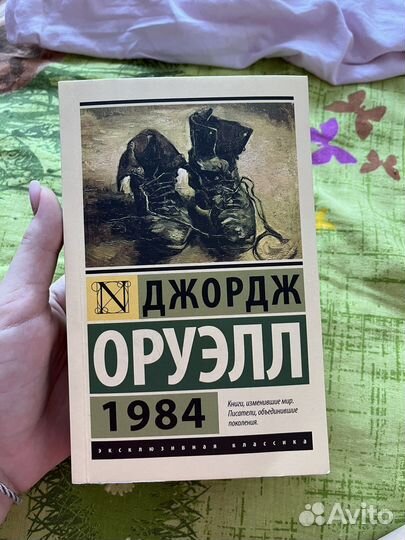 N
ДЖОРДЖ
ОРУЭЛЛ
1984
Книги, изменившие мир.
Писатели, объединившие
поколения.
эксклюзивная классика
Avito